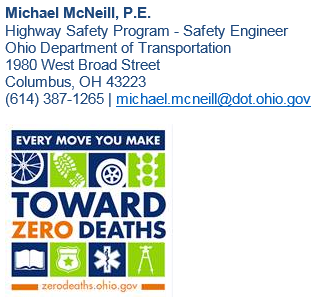 Michael McNeill, P.E.
Highway Safety Program - Safety Engineer
Ohio Department of Transportation
1980 West Broad Street
Columbus, OH 43223
(614) 387-1265 | michael.mcneill@dot.ohio.gov
EVERY MOVE YOU MAKE
TOWARD
ZERO DEATHS
zerodeaths.ohio.gov